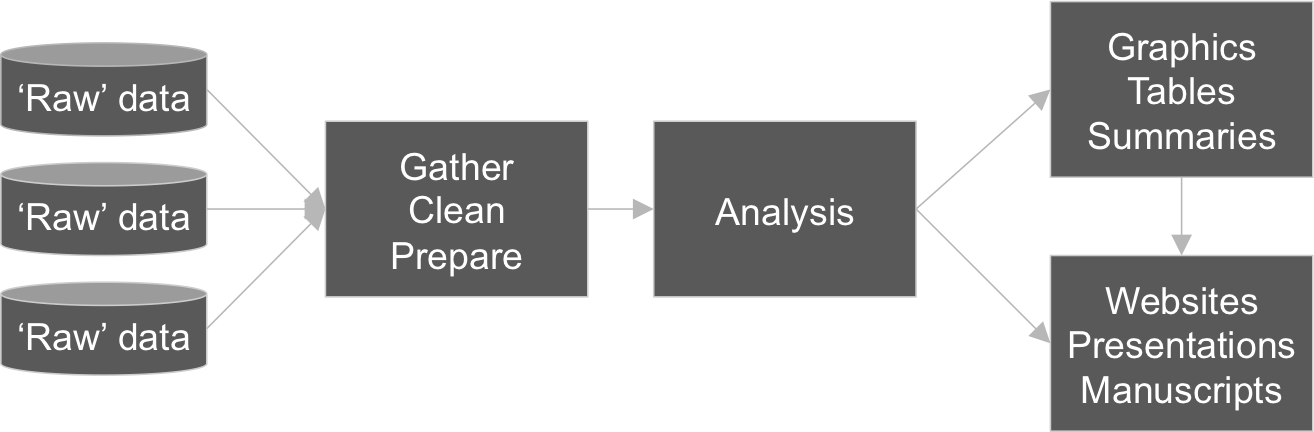 ‘Raw’ data
‘Raw’ data
‘Raw’ data
Gather
Clean
Prepare
Analysis
Graphics
Tables
Summaries
Websites
Presentations
Manuscripts